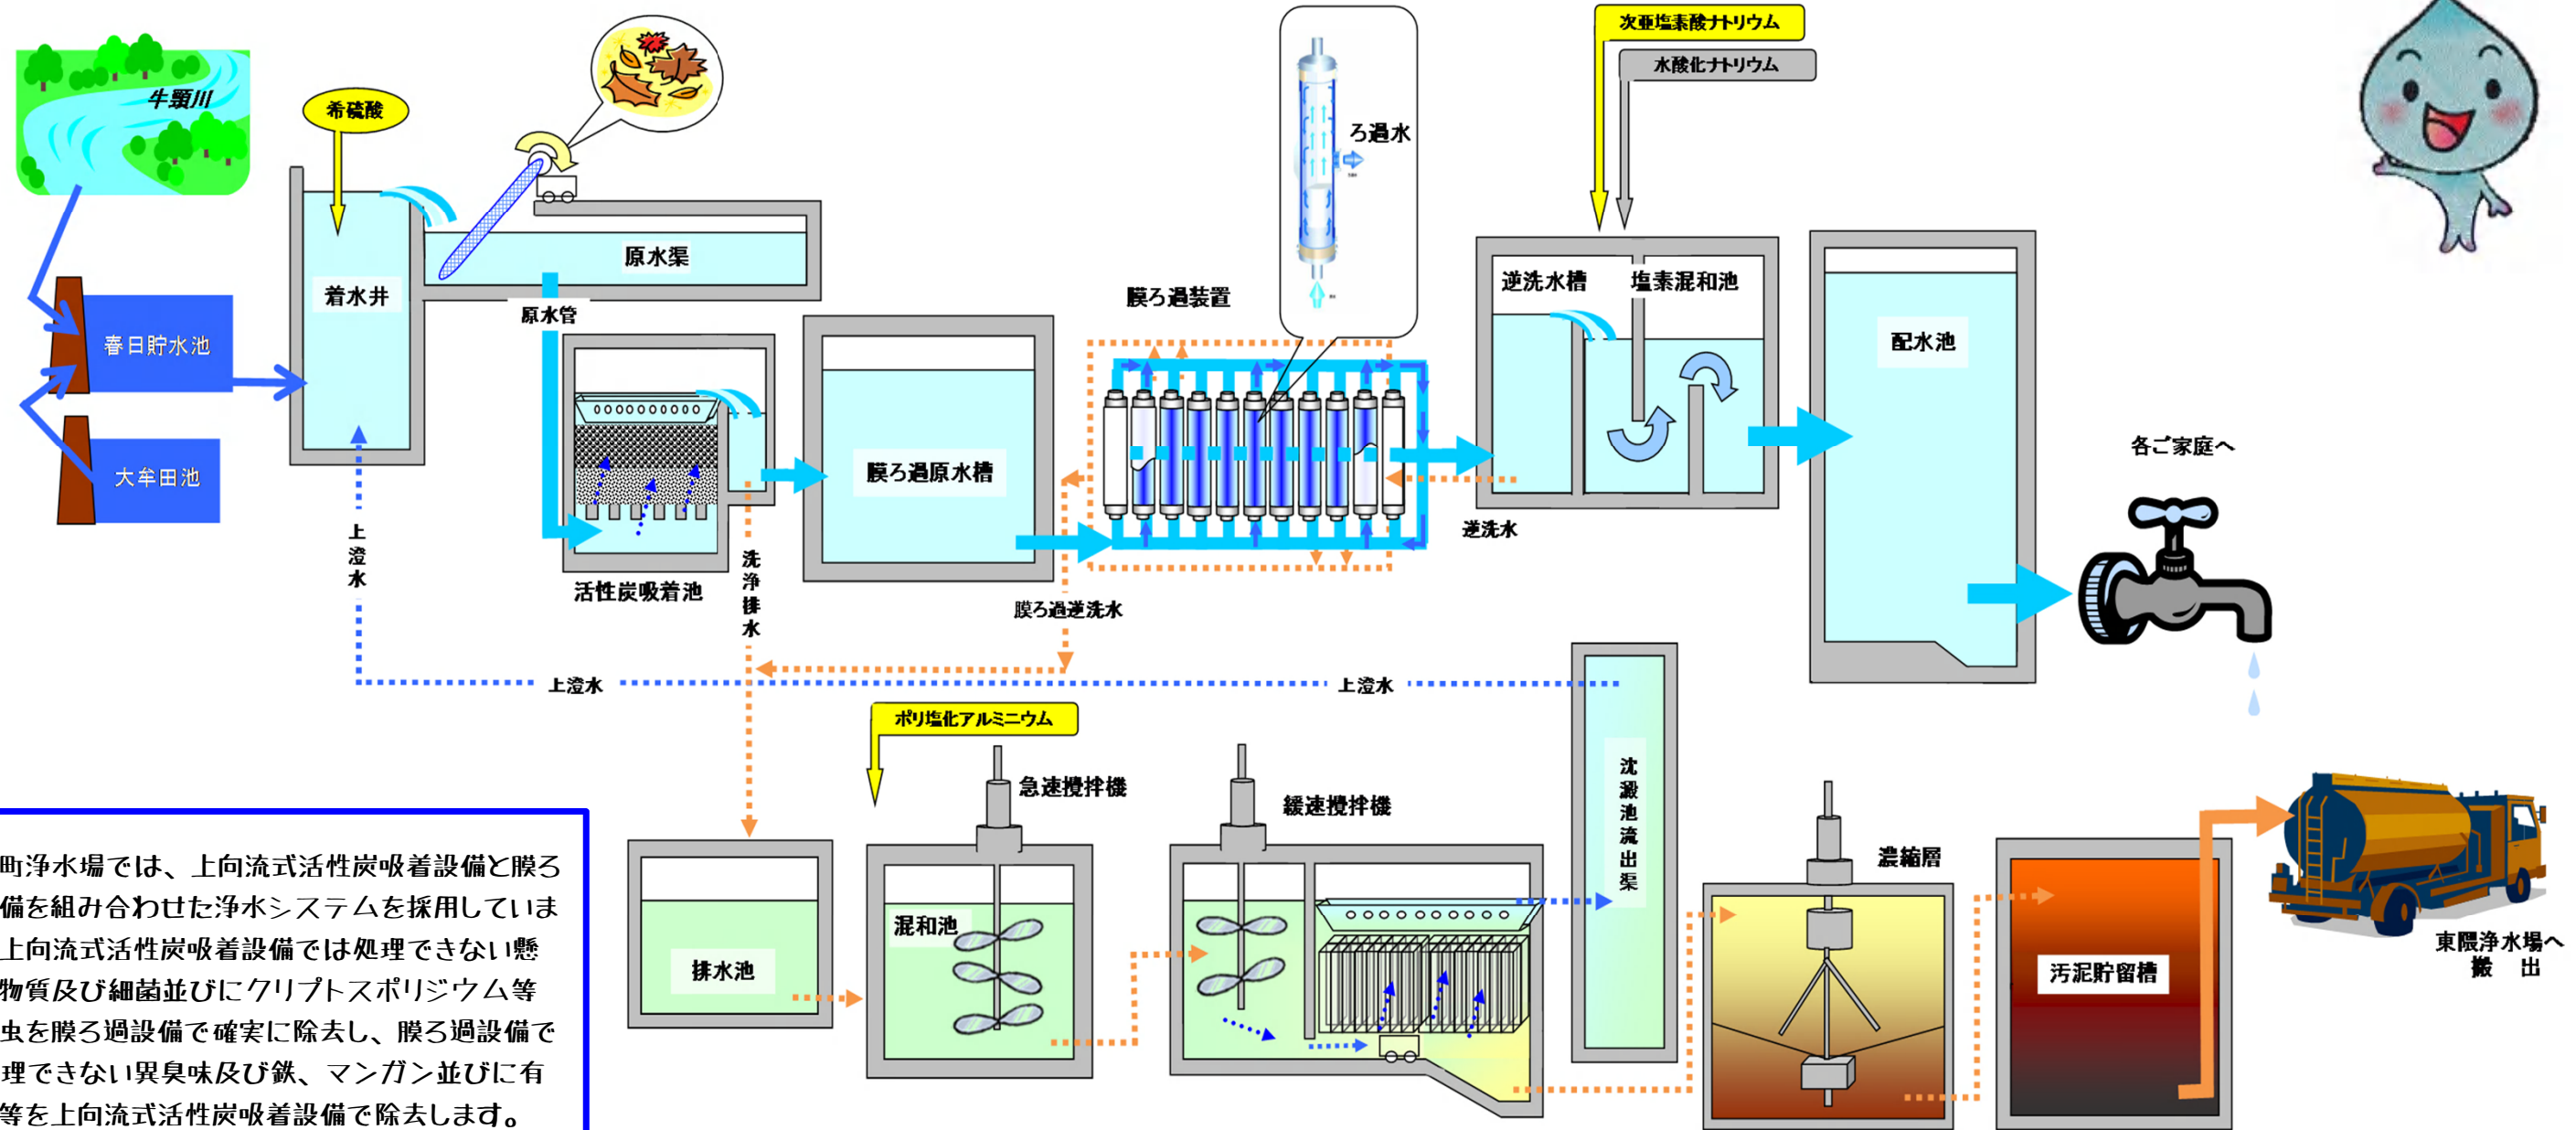 次亜塩素酸ナトリウム
水酸化ナトリウム
牛頸川
希硫酸
ろ過水
原水渠
着水井
原水管
春日貯水池
大牟田池
膜ろ過装置
逆洗水槽
塩素混和池
配水池
膜ろ過原水槽
各ご家庭へ
上澄水
活性炭吸着池
洗浄排水
膜ろ過逆洗水
逆洗水
上澄水
上澄水
ポリ塩化アルミニウム
急速攪拌機
緩速攪拌機
沈澱池流出渠
濃縮層
混和池
排水池
汚泥貯留槽
東隈浄水場へ
搬 出
町浄水場では、上向流式活性炭吸着設備と膜ろ
備を組み合わせた浄水システムを採用していま
上向流式活性炭吸着設備では処理できない懸
物質及び細菌並びにクリプトスポリジウム等
虫を膜ろ過設備で確実に除去し、膜ろ過設備で
理できない異臭味及び鉄、マンガン並びに有
等を上向流式活性炭吸着設備で除去します。